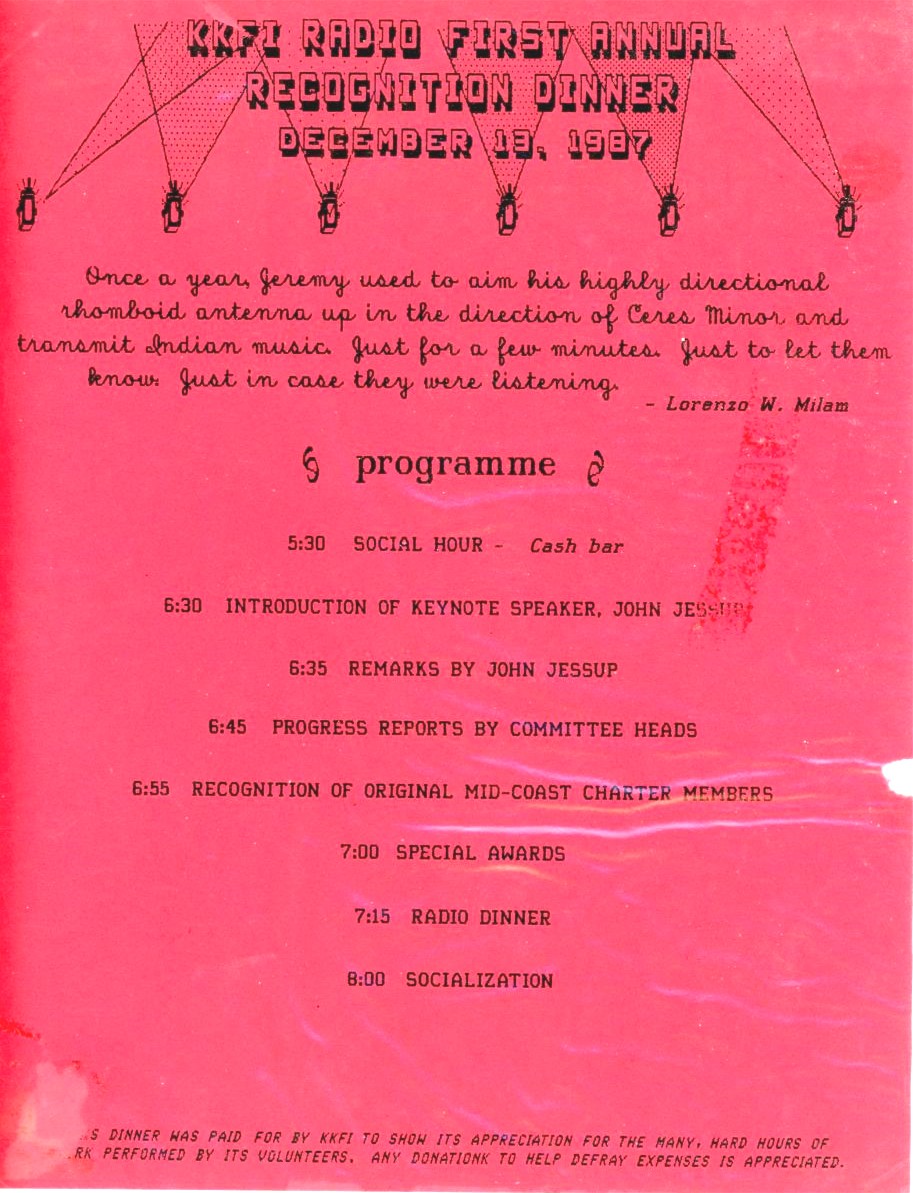 KKFI RADIO FIRST ANNUAL
RECOGNITION DINNER
DECEMBER 13, 1987
Once a year, Jeremy used to aim his highly directional
rhomboid antenna up in the direction of Ceres Minor and
transmit Indian music. Just for a few minutes. Just to let them
know. Just in case they were listening.
- Lorenzo W. Milam
programme
5:30 SOCIAL HOUR - Cash bar
6:30 INTRODUCTION OF KEYNOTE SPEAKER, JOHN JESSUP
6:35 REMARKS BY JOHN JESSUP
6:45 PROGRESS REPORTS BY COMMITTEE HEADS
6:55 RECOGNITION OF ORIGINAL MID-COAST CHARTER MEMBERS
7:00 SPECIAL AWARDS
7:15 RADIO DINNER
8:00 SOCIALIZATION
DINNER WAS PAID FOR BY KKFI TO SHOW ITS APPRECIATION FOR THE MANY, HARD HOURS OF
PERFORMED BY ITS VOLUNTEERS. ANY DONATIONK TO HELP DEFRAY EXPENSES IS APPRECIATED.